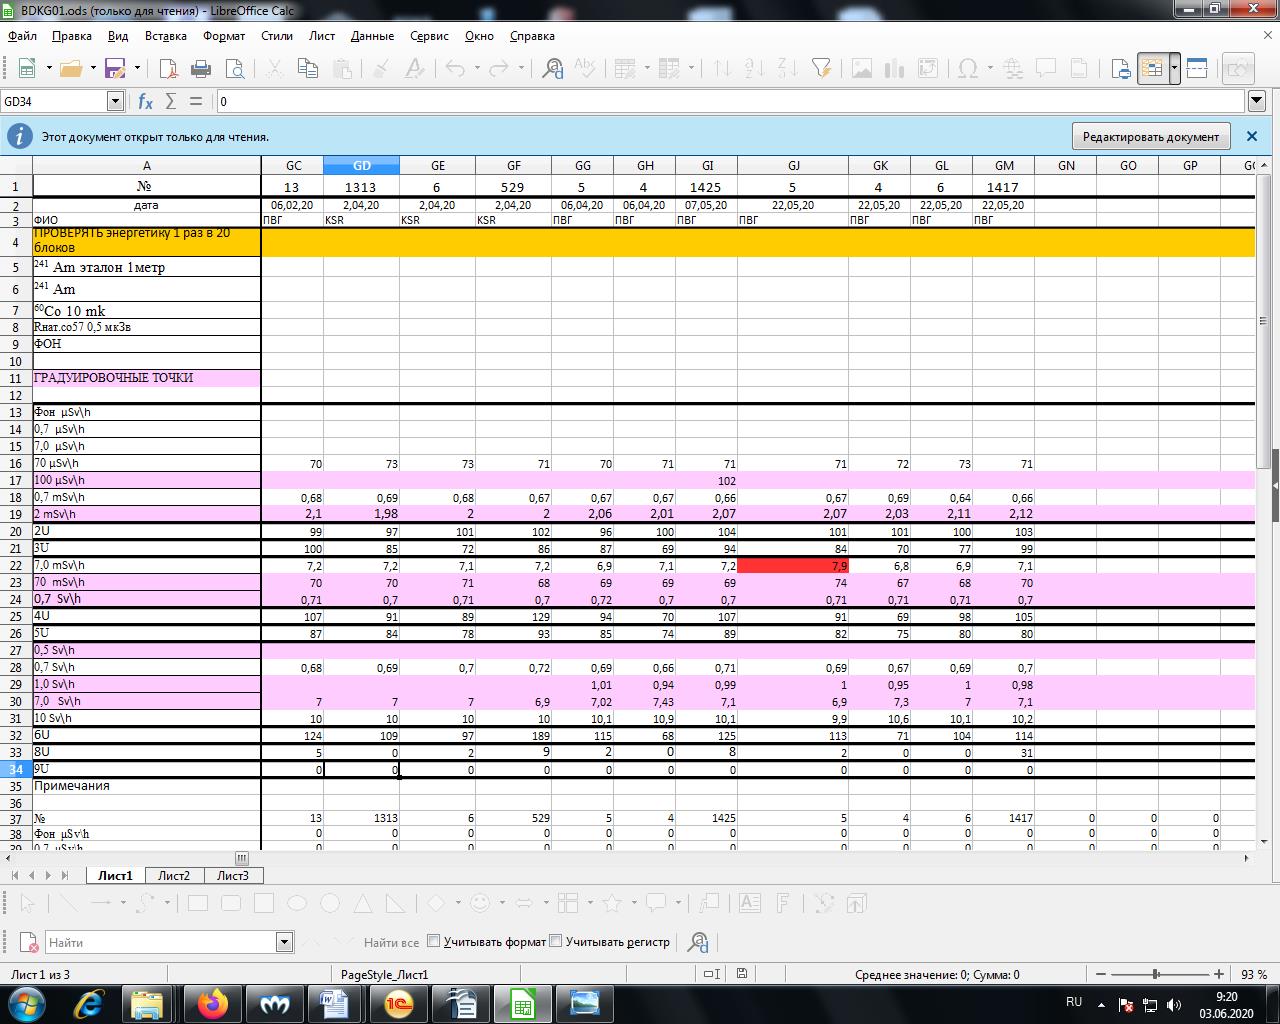 BDKG01.ods (только для чтения) - LibreOffice Calc
Файл Правка Вид Вставка Формат Стили Лист Данные Сервис Окно Справка
GD34 fx Σ = 0
Этот документ открыт только для чтения. Редактировать документ
A GC GD GE GF GG GH GI GJ GK GL GM GN GO GP
1 № 13 1313 6 529 5 4 1425 5 4 6 1417
2 дата 06,02,20 2,04,20 2,04,20 2,04,20 06,04,20 06,04,20 07,05,20 22,05,20 22,05,20 22,05,20 22,05,20
3 ФИО ПВГ KSR KSR KSR ПВГ ПВГ ПВГ ПВГ ПВГ ПВГ ПВГ
4 ПРОВЕРЯТЬ энергетику 1 раз в 20
блоков
5 241 Am эталон 1метр
6 241 Am
7 60Co 10 mk
8 Rнат.со57 0,5 мкЗв
9 ФОН
10
11 ГРАДУИРОВОЧНЫЕ ТОЧКИ
12
13 Фон µSv\h
14 0,7 µSv\h
15 7,0 µSv\h
16 70 µSv\h 70 73 73 71 70 71 71 71 72 73 71
17 100 µSv\h 102
18 0,7 mSv\h 0,68 0,69 0,68 0,67 0,67 0,67 0,66 0,67 0,69 0,64 0,66
19 2 mSv\h 2,1 1,98 2 2 2,06 2,01 2,07 2,07 2,03 2,11 2,12
20 2U 99 97 101 102 96 100 104 101 101 100 103
21 3U 100 85 72 86 87 69 94 84 70 77 99
22 7,0 mSv\h 7,2 7,2 7,1 7,2 6,9 7,1 7,2 7,9 6,8 6,9 7,1
23 70 mSv\h 70 70 71 68 69 69 69 74 67 68 70
24 0,7 Sv\h 0,71 0,7 0,71 0,7 0,72 0,7 0,7 0,71 0,71 0,71 0,7
25 4U 107 91 89 129 94 70 107 91 69 98 105
26 5U 87 84 78 93 85 74 89 82 75 80 80
27 0,5 Sv\h
28 0,7 Sv\h 0,68 0,69 0,7 0,72 0,69 0,66 0,71 0,69 0,67 0,69 0,7
29 1,0 Sv\h 1,01 0,94 0,99 1 0,95 1 0,98
30 7,0 Sv\h 7 7 7 6,9 7,02 7,43 7,1 6,9 7,3 7 7,1
31 10 Sv\h 10 10 10 10 10,1 10,9 10,1 9,9 10,6 10,1 10,2
32 6U 124 109 97 189 115 68 125 113 71 104 114
33 8U 5 0 2 9 2 0 8 2 0 0 31
34 9U 0 0 0 0 0 0 0 0 0 0 0
35 Примечания
36
37 № 13 1313 6 529 5 4 1425 5 4 6 1417 0 0 0
38 Фон µSv\h 0 0 0 0 0 0 0 0 0 0 0 0 0 0
39 0,7 µSv\h 0 0 0 0 0 0 0 0 0 0 0 0 0 0
Лист1 Лист2 Лист3
Найти Найти все Учитывать формат Учитывать регистр
Лист 1 из 3 PageStyle_Лист1 Среднее значение: 0; Сумма: 0 93 %
RU 9:20
03.06.2020